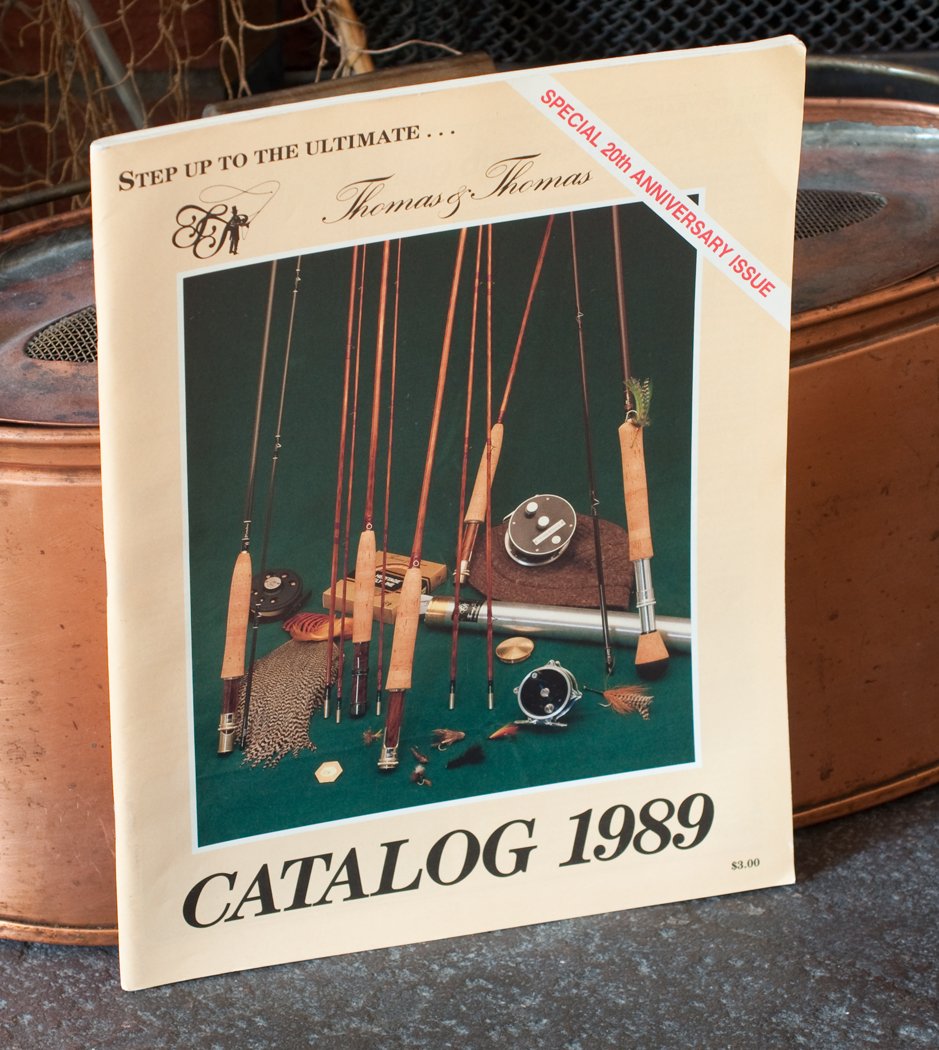 STEP UP TO THE ULTIMATE . . .
Thomas & Thomas
SPECIAL 20th ANNIVERSARY ISSUE
CATALOG 1989
$3.00